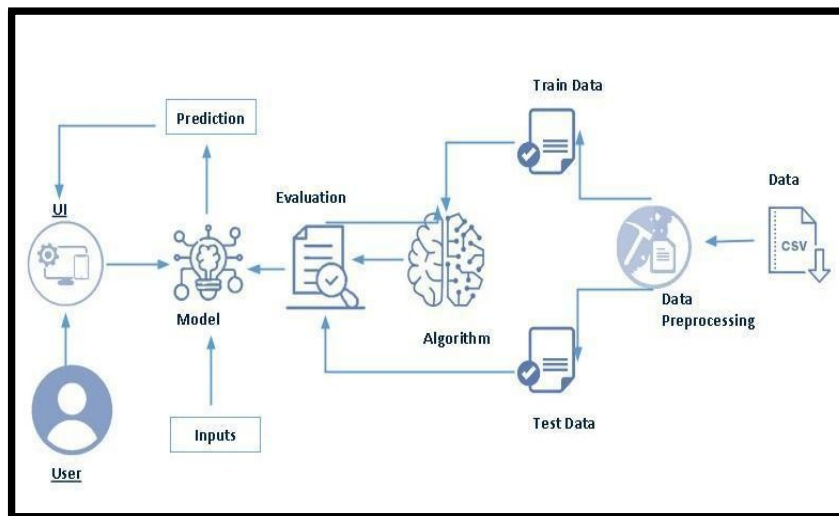 Train Data
Prediction
Data
UI
Evaluation
CSV
Model
Algorithm
Data
Preprocessing
Inputs
Test Data
User